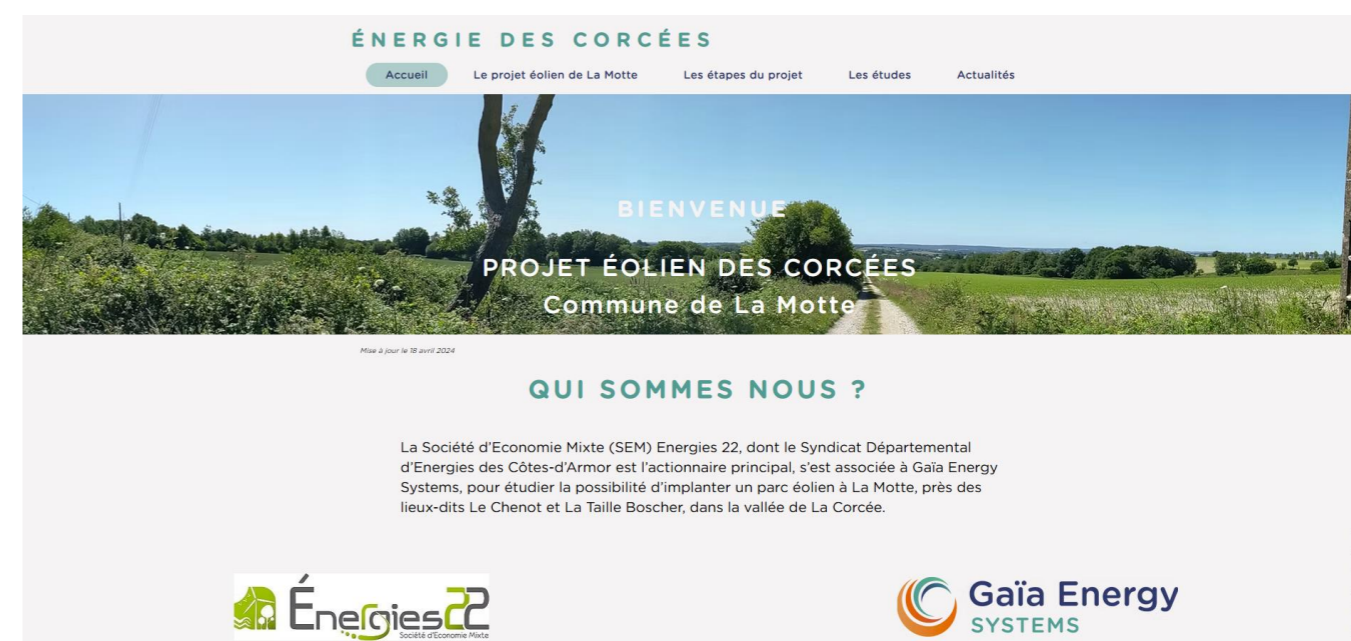 ÉNERGIE DES CORCÉES
Accueil Le projet éolien de La Motte Les étapes du projet Les études Actualités
BIENVENUE
PROJET ÉOLIEN DES CORCÉES
Commune de La Motte
Mise à jour le 18 avril 2024
QUI SOMMES NOUS ?
La Société d'Economie Mixte (SEM) Energies 22, dont le Syndicat Départemental
d'Energies des Côtes-d'Armor est l'actionnaire principal, s'est associée à Gaïa Energy
Systems, pour étudier la possibilité d'implanter un parc éolien à La Motte, près des
lieux-dits Le Chenot et La Taille Boscher, dans la vallée de La Corcée.
Énergies22
Société d'Economie Mixte
Gaïa Energy
SYSTEMS